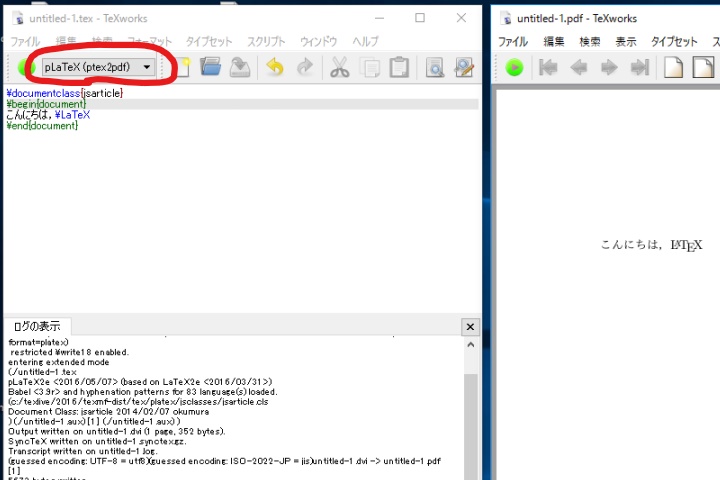 untitled-1.tex - TeXworks
ファイル 編集 検索 フォーマット タイプセット スクリプト ウィンドウ ヘルプ
pLaTeX (ptex2pdf)
¥documentclass{jsarticle}
¥begin{document}
こんにちは，¥LaTeX
¥end{document}
ログの表示
format=platex)
restricted ¥write18 enabled.
entering extended mode
(./untitled-1.tex
pLaTeX2e <2016/05/07> (based on LaTeX2e <2016/03/31>)
Babel <3.9r> and hyphenation patterns for 83 language(s) loaded.
(c:/texlive/2016/texmf-dist/tex/platex/jsclasses/jsarticle.cls
Document Class: jsarticle 2014/02/07 okumura
) (./untitled-1.aux) [1] (./untitled-1.aux) )
Output written on untitled-1.dvi (1 page, 352 bytes).
SyncTeX written on untitled-1.synctex.gz.
Transcript written on untitled-1.log.
(guessed encoding: UTF-8 = utf8)(guessed encoding: ISO-2022-JP = jis)untitled-1.dvi -> untitled-1.pdf
[1]
untitled-1.pdf - TeXworks
ファイル 編集 検索 表示 タイプセット ス
こんにちは，LATEX